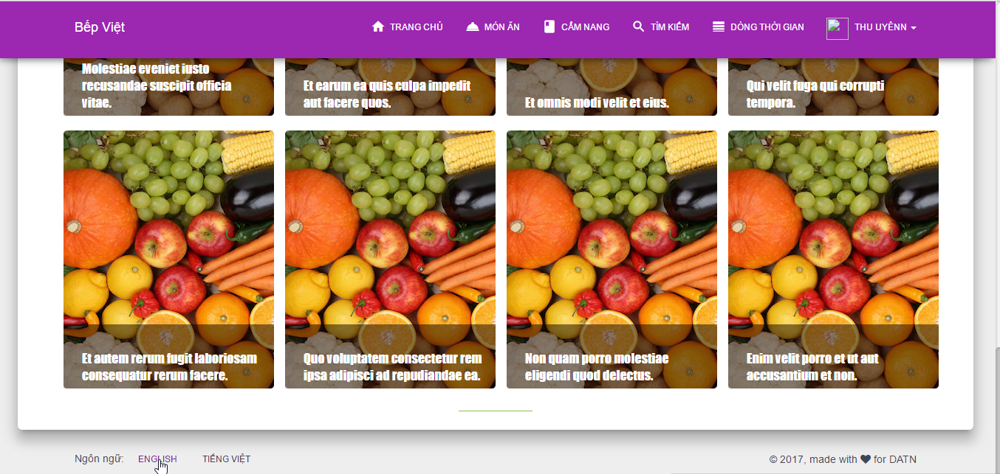 Bếp Việt
TRANG CHỦ
MÓN ĂN
CẨM NANG
TÌM KIẾM
DÒNG THỜI GIAN
THU UYÊNN
Molestiae eveniet iusto
recusandae suscipit officia
vitae.
Et earum ea quis culpa impedit
aut facere quos.
Et omnis modi velit et eius.
Qui velit fuga qui corrupti
tempora.
Et autem rerum fugit laboriosam
consequatur rerum facere.
Quo voluptatem consectetur rem
ipsa adipisci ad repudiandae ea.
Non quam porro molestiae
eligendi quod delectus.
Enim velit porro et ut aut
accusantium et non.
Ngôn ngữ:
ENGLISH
TIẾNG VIỆT
© 2017, made with ♥ for DATN